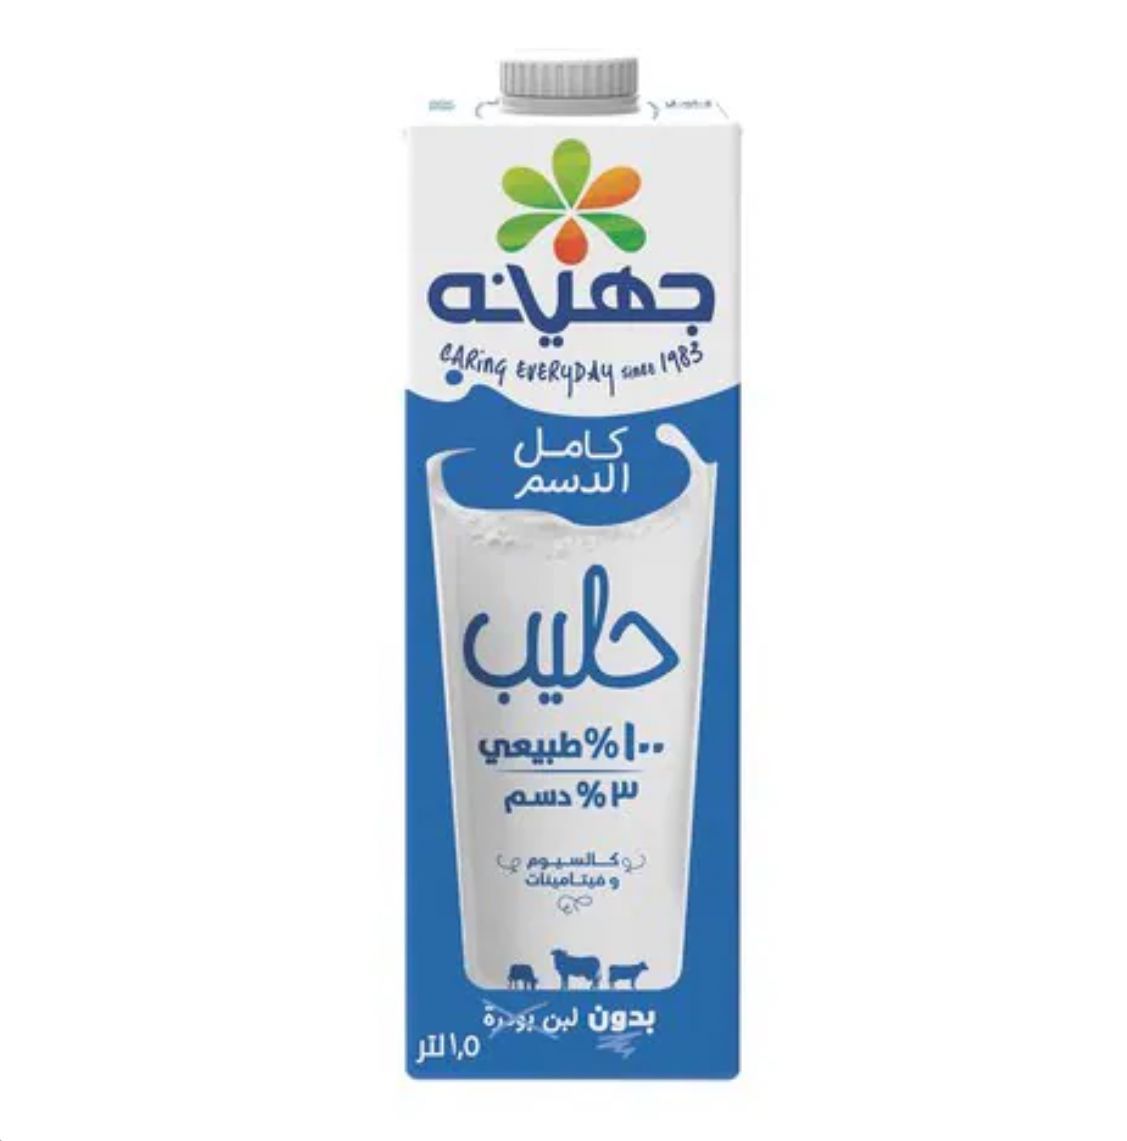 جهينه
CARING EVERYDAY since 1983
كامل
الدسم
حليب
١٠٠%طبيعي
٣%دسم
كالسيوم
و فيتامينات
بدون لبن بودرة
١,٥ لتر